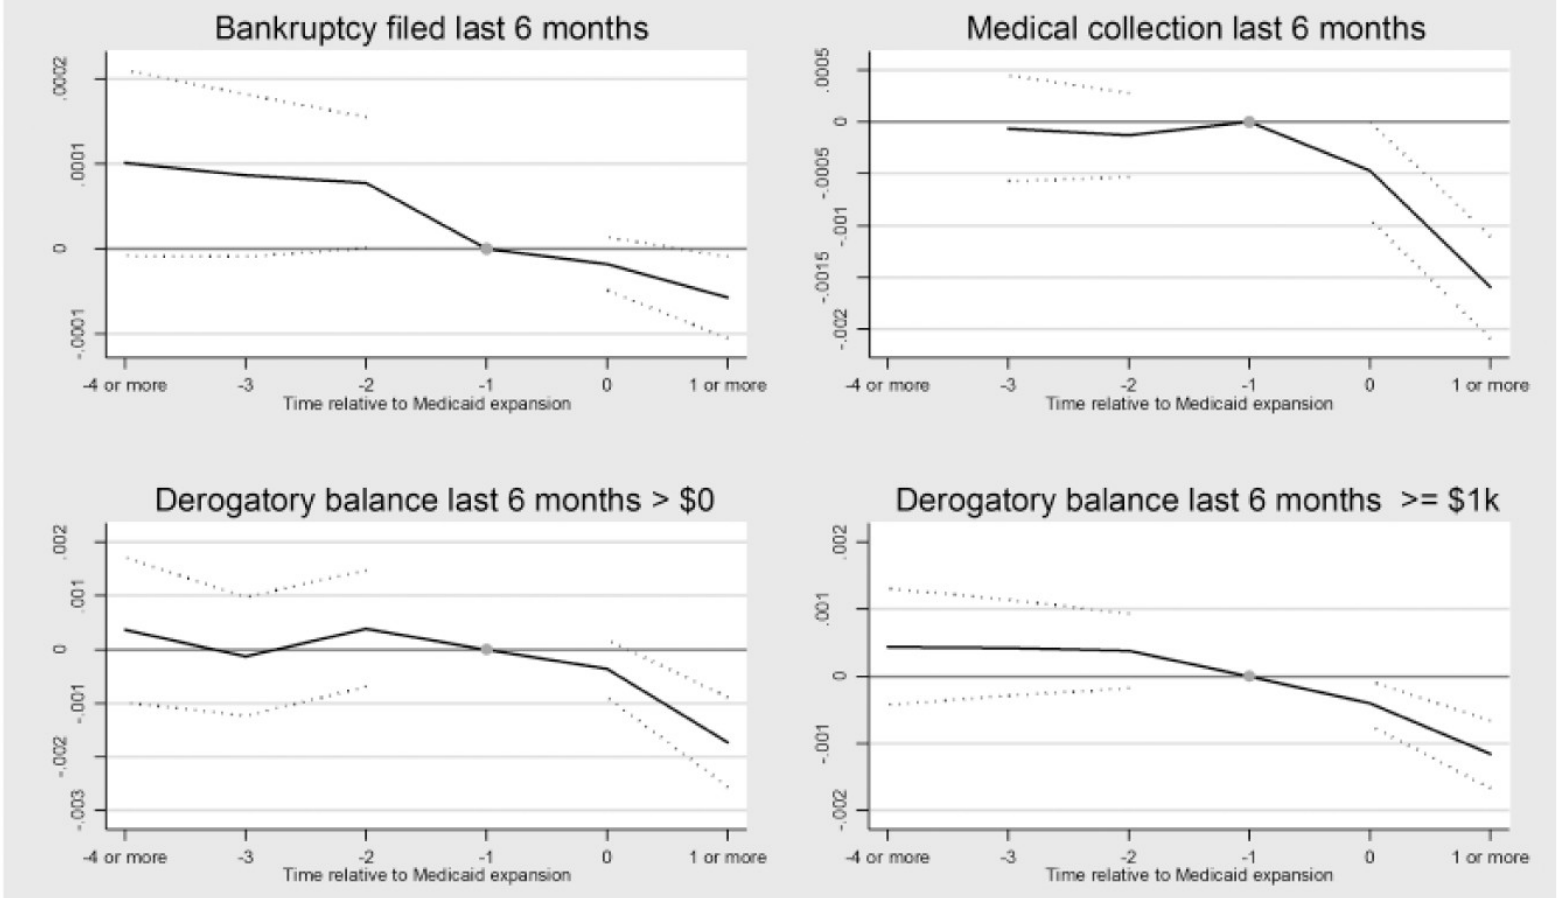 Bankruptcy filed last 6 months
.0002
.0001
0
-.0001
-4 or more -3 -2 -1 0 1 or more
Time relative to Medicaid expansion
Medical collection last 6 months
.0005
0
-.0005
-.001
-.0015
-.002
-4 or more -3 -2 -1 0 1 or more
Time relative to Medicaid expansion
Derogatory balance last 6 months > $0
.002
.001
0
-.001
-.002
-.003
-4 or more -3 -2 -1 0 1 or more
Time relative to Medicaid expansion
Derogatory balance last 6 months >= $1k
.002
.001
0
-.001
-.002
-4 or more -3 -2 -1 0 1 or more
Time relative to Medicaid expansion